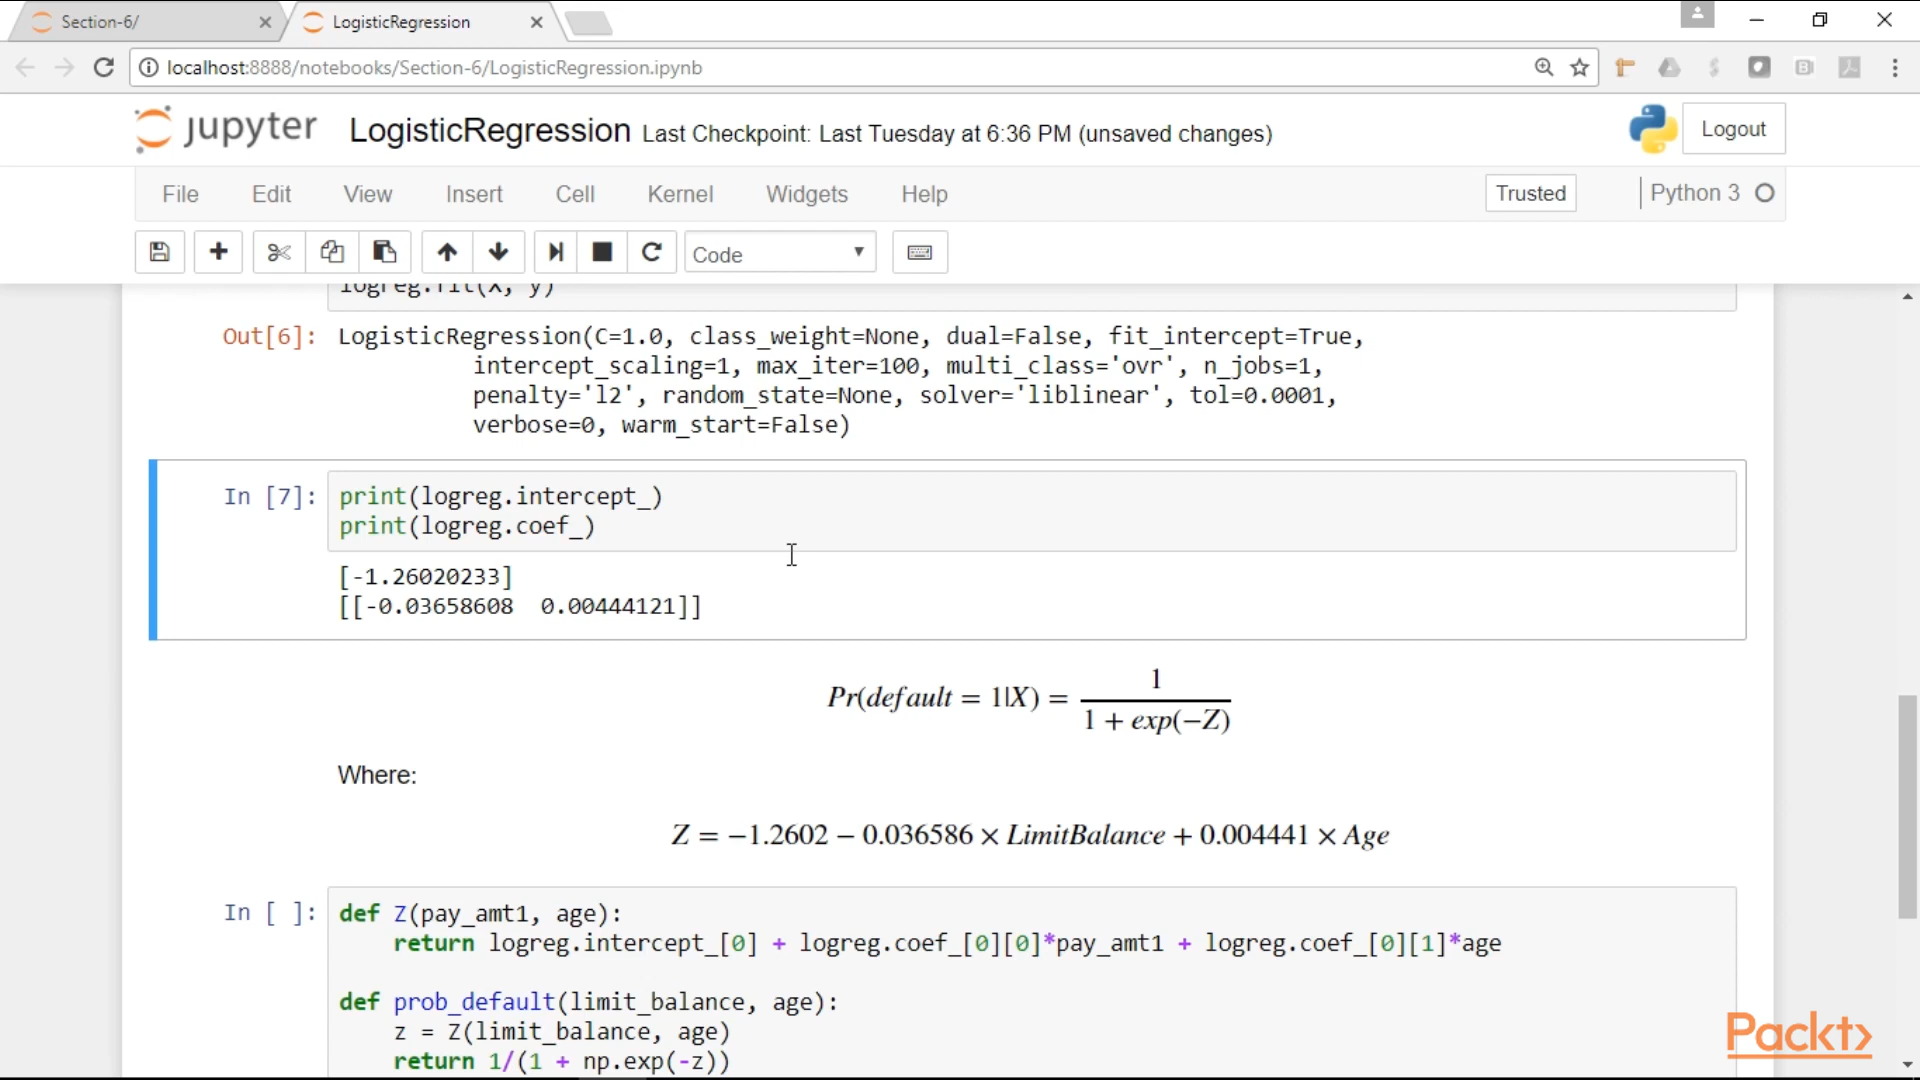 Section-6/
LogisticRegression
localhost:8888/notebooks/Section-6/LogisticRegression.ipynb
jupyter LogisticRegression Last Checkpoint: Last Tuesday at 6:36 PM (unsaved changes)
Logout
File Edit View Insert Cell Kernel Widgets Help Trusted Python 3
Code
logreg.fit(X, y)
Out[6]: LogisticRegression(C=1.0, class_weight=None, dual=False, fit_intercept=True,
intercept_scaling=1, max_iter=100, multi_class='ovr', n_jobs=1,
penalty='l2', random_state=None, solver='liblinear', tol=0.0001,
verbose=0, warm_start=False)
In [7]: print(logreg.intercept_)
print(logreg.coef_)
[-1.26020233]
[[-0.03658608  0.00444121]]
Pr(default = 1|X) = 1 / (1 + exp(−Z))
Where:
Z = −1.2602 − 0.036586 × LimitBalance + 0.004441 × Age
In [ ]: def Z(pay_amt1, age):
return logreg.intercept_[0] + logreg.coef_[0][0]*pay_amt1 + logreg.coef_[0][1]*age
def prob_default(limit_balance, age):
z = Z(limit_balance, age)
return 1/(1 + np.exp(-z))
Packt>